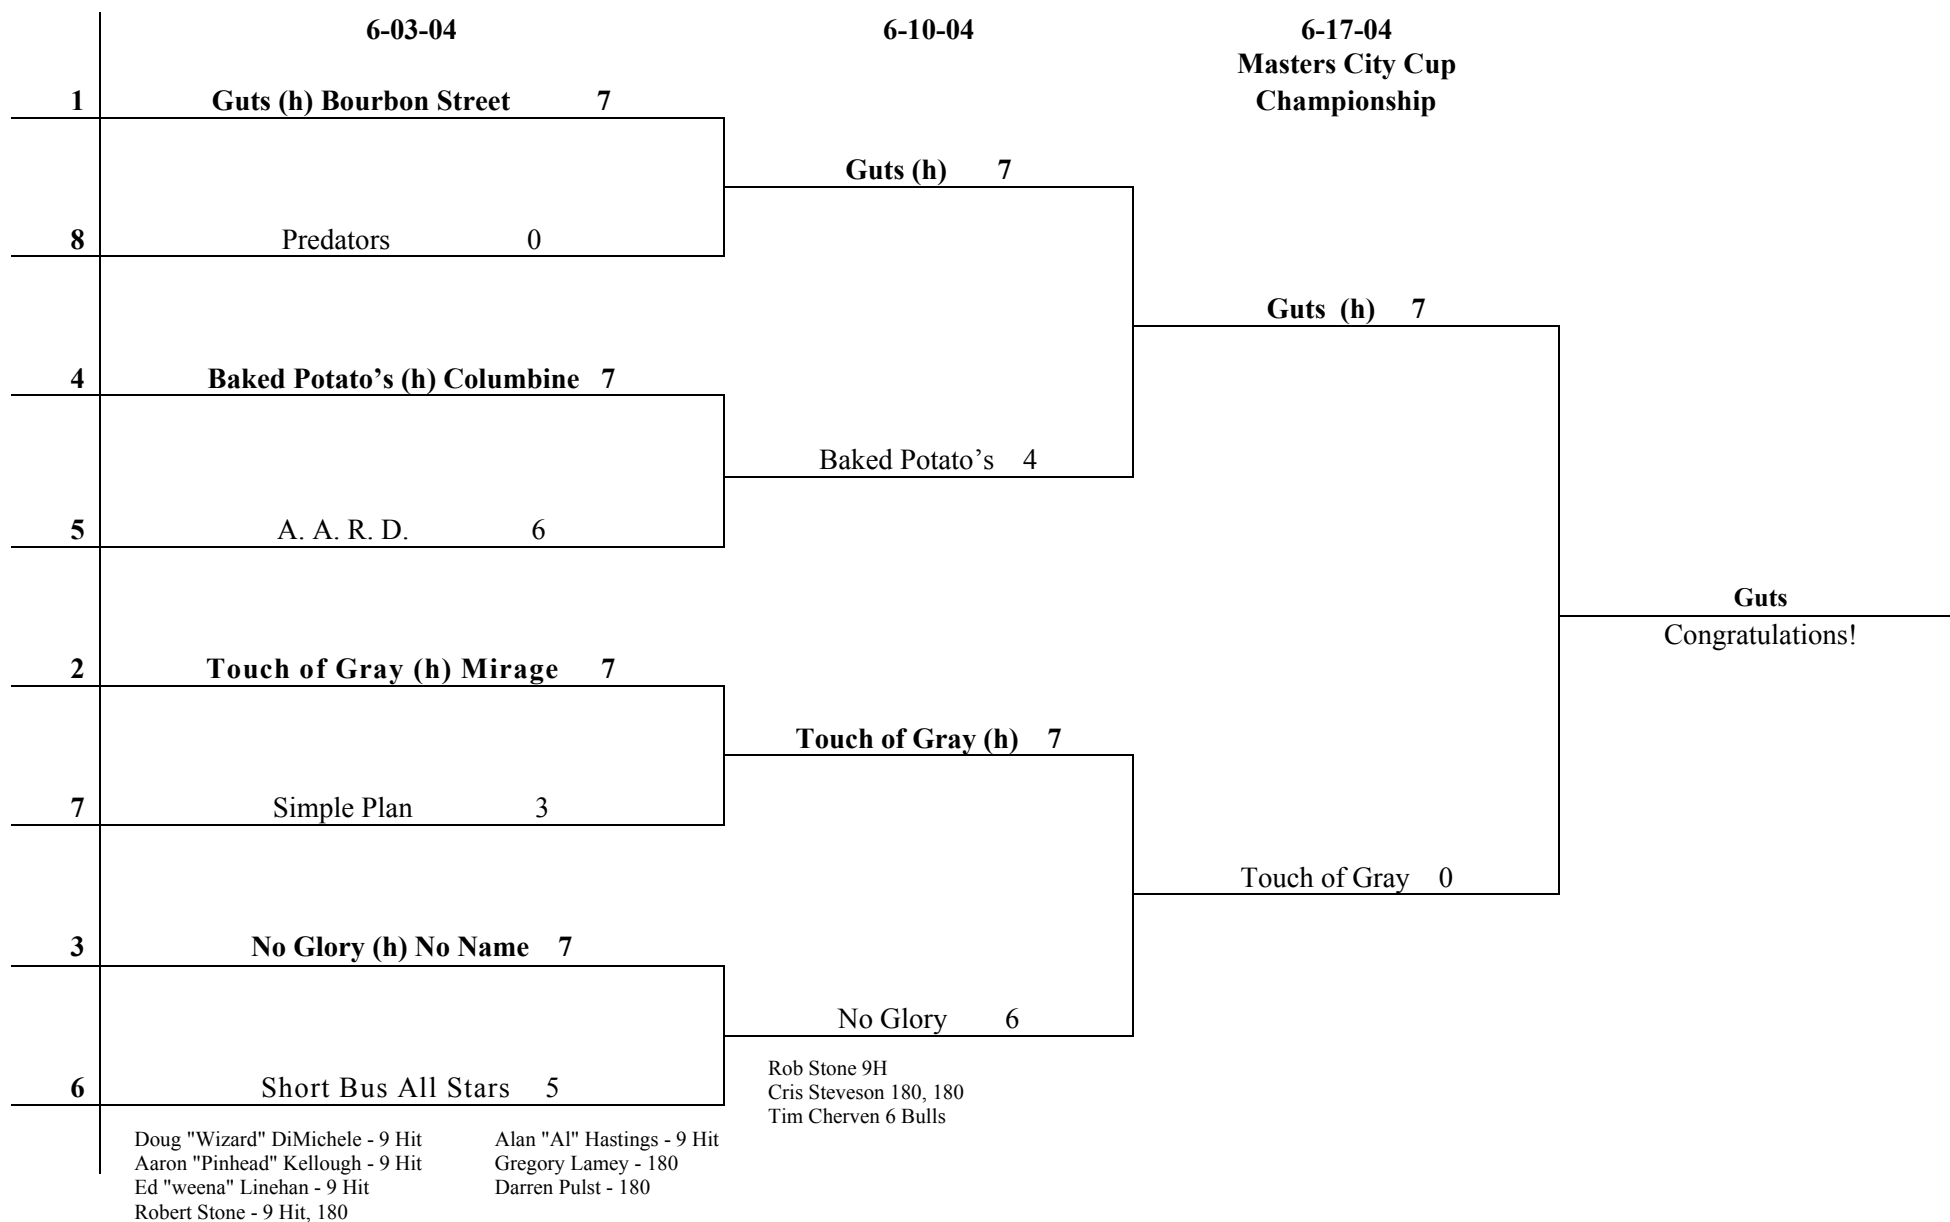 6-03-04
6-10-04
6-17-04
Masters City Cup
Championship
1 Guts (h) Bourbon Street 7
Guts (h) 7
8 Predators 0
Guts (h) 7
4 Baked Potato’s (h) Columbine 7
Baked Potato’s 4
5 A. A. R. D. 6
Guts
Congratulations!
2 Touch of Gray (h) Mirage 7
Touch of Gray (h) 7
7 Simple Plan 3
Touch of Gray 0
3 No Glory (h) No Name 7
No Glory 6
6 Short Bus All Stars 5
Rob Stone 9H
Cris Steveson 180, 180
Tim Cherven 6 Bulls
Doug "Wizard" DiMichele - 9 Hit
Aaron "Pinhead" Kellough - 9 Hit
Ed "weena" Linehan - 9 Hit
Robert Stone - 9 Hit, 180
Alan "Al" Hastings - 9 Hit
Gregory Lamey - 180
Darren Pulst - 180